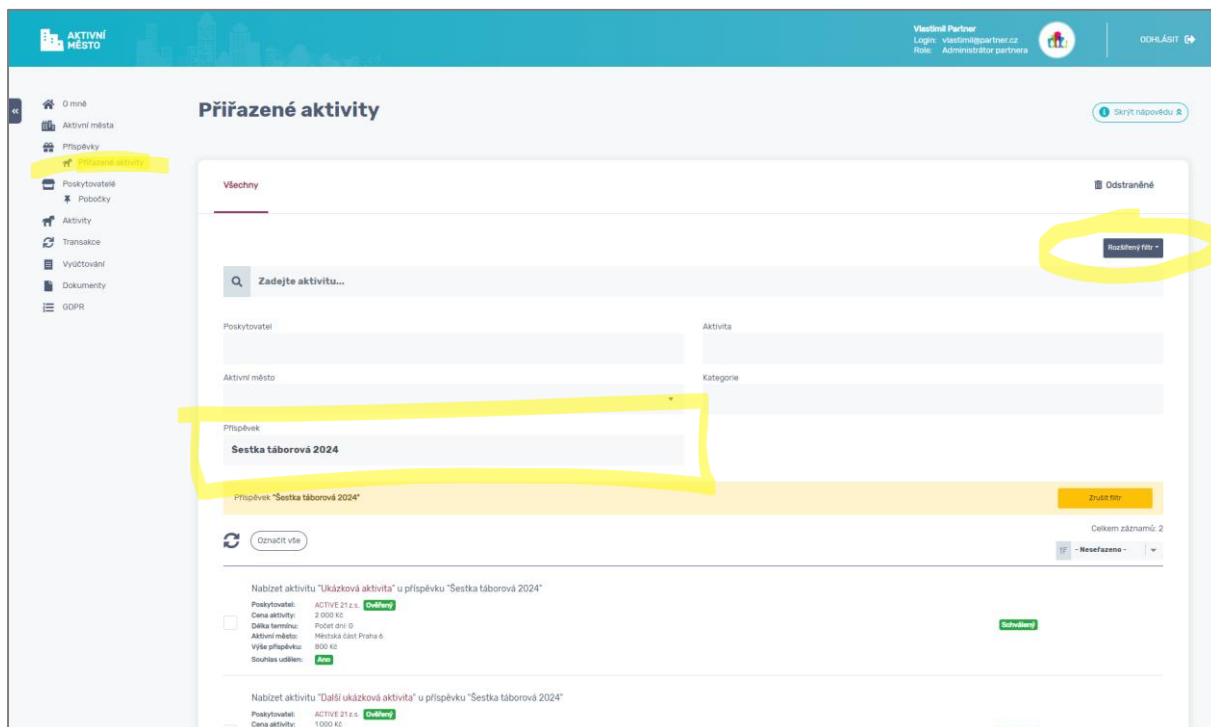 AKTIVNÍ
MĚSTO
Vlastimil Partner
Login: vlastimil@partner.cz
Role: Administrátor partnera
ODHLÁSIT
O mně
Aktivní města
Příspěvky
Přiřazené aktivity
Poskytovatelé
Pobočky
Aktivity
Transakce
Vyúčtování
Dokumenty
GDPR
Přiřazené aktivity
Skrýt nápovědu
Všechny
Odstraněné
Rozšířený filtr
Zadejte aktivitu...
Poskytovatel
Aktivita
Aktivní město
Kategorie
Příspěvek
Šestka táborová 2024
Příspěvek "Šestka táborová 2024"
Zrušit filtr
Celkem záznamů: 2
Označit vše
- Neseřazeno -
Nabízet aktivitu "Ukázková aktivita" u příspěvku "Šestka táborová 2024"
Poskytovatel: ACTIVE 21 z.s. Ověřený
Cena aktivity: 2 000 Kč
Délka termínu: Počet dní: 0
Aktivní město: Městská část Praha 6
Výše příspěvku: 800 Kč
Souhlas udělen: Ano
Schválený
Nabízet aktivitu "Další ukázková aktivita" u příspěvku "Šestka táborová 2024"
Poskytovatel: ACTIVE 21 z.s. Ověřený
Cena aktivity: 1 000 Kč